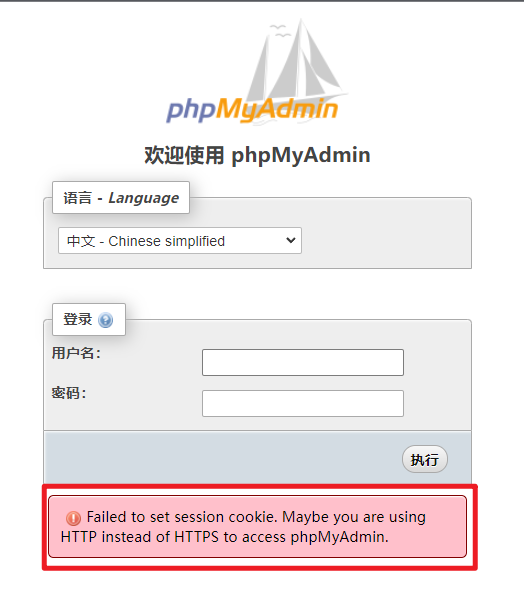 phpMyAdmin
欢迎使用 phpMyAdmin
语言 - Language
中文 - Chinese simplified
登录
用户名:
密码:
执行
Failed to set session cookie. Maybe you are using
HTTP instead of HTTPS to access phpMyAdmin.